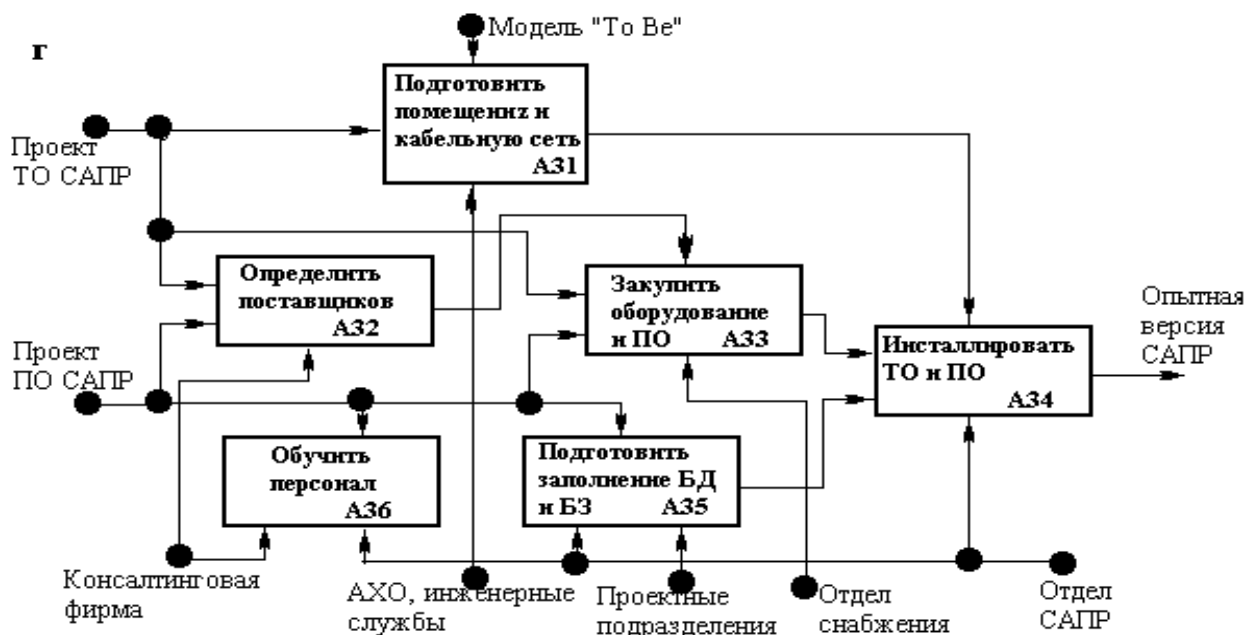 г
Модель "To Be"
Подготовить
помещениz и
кабельную сеть
А31
Проект
ТО САПР
Определить
поставщиков
А32
Закупить
оборудование
и ПО А33
Опытная
версия
САПР
Инсталлировать
ТО и ПО
А34
Проект
ПО САПР
Обучить
персонал
А36
Подготовить
заполнение БД
и БЗ А35
Консалтинговая
фирма
АХО, инженерные
службы
Проектные
подразделения
Отдел
снабжения
Отдел
САПР